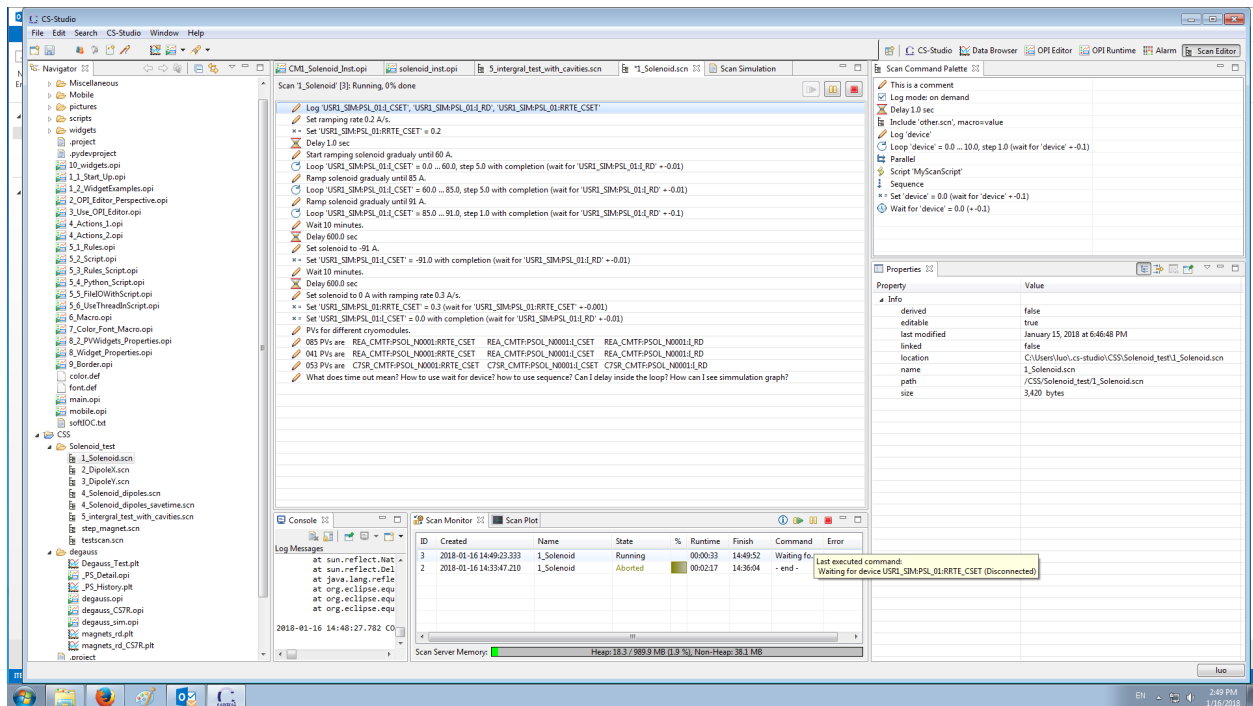 CS-Studio
File Edit Search CS-Studio Window Help
CS-Studio Data Browser OPI Editor OPI Runtime Alarm Scan Editor
Navigator
Miscellaneous
Mobile
pictures
scripts
widgets
.project
.pydevproject
10_widgets.opi
1_1_Start_Up.opi
1_2_WidgetExamples.opi
2_OPI_Editor_Perspective.opi
3_Use_OPI_Editor.opi
4_Actions_1.opi
4_Actions_2.opi
5_1_Rules.opi
5_2_Script.opi
5_3_Rules_Script.opi
5_4_Python_Script.opi
5_5_FileIOWithScript.opi
5_6_UseThreadInScript.opi
6_Macro.opi
7_Color_Font_Macro.opi
8_2_PVWidgets_Properties.opi
8_Widget_Properties.opi
9_Border.opi
color.def
font.def
main.opi
mobile.opi
softIOC.txt
CSS
Solenoid_test
1_Solenoid.scn
2_DipoleX.scn
3_DipoleY.scn
4_Solenoid_dipoles.scn
4_Solenoid_dipoles_savetime.scn
5_intergral_test_with_cavities.scn
step_magnet.scn
testscan.scn
degauss
Degauss_Test.plt
_PS_Detail.opi
_PS_History.plt
degauss.opi
degauss_CS7R.opi
degauss_sim.opi
magnets_rd.plt
magnets_rd_CS7R.plt
.project
CM1_Solenoid_Inst.opi solenoid_inst.opi 5_intergral_test_with_cavities.scn *1_Solenoid.scn Scan Simulation
Scan '1_Solenoid' [3]: Running, 0% done
Log 'USR1_SIM:PSL_01:I_CSET', 'USR1_SIM:PSL_01:I_RD', 'USR1_SIM:PSL_01:RRTE_CSET'
Set ramping rate 0.2 A/s.
Set 'USR1_SIM:PSL_01:RRTE_CSET' = 0.2
Delay 1.0 sec
Start ramping solenoid gradualy until 60 A.
Loop 'USR1_SIM:PSL_01:I_CSET' = 0.0 ... 60.0, step 5.0 with completion (wait for 'USR1_SIM:PSL_01:I_RD' +-0.01)
Ramp solenoid gradualy until 85 A.
Loop 'USR1_SIM:PSL_01:I_CSET' = 60.0 ... 85.0, step 5.0 with completion (wait for 'USR1_SIM:PSL_01:I_RD' +-0.01)
Ramp solenoid gradualy until 91 A.
Loop 'USR1_SIM:PSL_01:I_CSET' = 85.0 ... 91.0, step 1.0 with completion (wait for 'USR1_SIM:PSL_01:I_RD' +-0.1)
Wait 10 minutes.
Delay 600.0 sec
Set solenoid to -91 A.
Set 'USR1_SIM:PSL_01:I_CSET' = -91.0 with completion (wait for 'USR1_SIM:PSL_01:I_RD' +-0.01)
Wait 10 minutes.
Delay 600.0 sec
Set solenoid to 0 A with ramping rate 0.3 A/s.
Set 'USR1_SIM:PSL_01:RRTE_CSET' = 0.3 (wait for 'USR1_SIM:PSL_01:RRTE_CSET' +-0.001)
Set 'USR1_SIM:PSL_01:I_CSET' = 0.0 with completion (wait for 'USR1_SIM:PSL_01:I_RD' +-0.01)
PVs for different cryomodules.
085 PVs are REA_CMTF:PSOL_N0001:RRTE_CSET REA_CMTF:PSOL_N0001:I_CSET REA_CMTF:PSOL_N0001:I_RD
041 PVs are REA_CMTF:PSOL_N0001:RRTE_CSET REA_CMTF:PSOL_N0001:I_CSET REA_CMTF:PSOL_N0001:I_RD
053 PVs are C7SR_CMTF:PSOL_N0001:RRTE_CSET C7SR_CMTF:PSOL_N0001:I_CSET C7SR_CMTF:PSOL_N0001:I_RD
What does time out mean? How to use wait for device? how to use sequence? Can I delay inside the loop? How can I see simmulation graph?
Console
Log Messages
at sun.reflect.Nat
at sun.reflect.Del
at java.lang.refle
at org.eclipse.equ
at org.eclipse.equ
at org.eclipse.equ
2018-01-16 14:48:27.782 CO
Scan Monitor Scan Plot
ID Created Name State % Runtime Finish Command Error
3 2018-01-16 14:49:23.333 1_Solenoid Running 00:00:33 14:49:52 Waiting fo...
2 2018-01-16 14:33:47.210 1_Solenoid Aborted 00:02:17 14:36:04 - end -
Last executed command:
Waiting for device USR1_SIM:PSL_01:RRTE_CSET (Disconnected)
Scan Server Memory: Heap: 18.3 / 989.9 MB (1.9 %), Non-Heap: 38.1 MB
Scan Command Palette
This is a comment
Log mode: on demand
Delay 1.0 sec
Include 'other.scn', macro=value
Log 'device'
Loop 'device' = 0.0 ... 10.0, step 1.0 (wait for 'device' +-0.1)
Parallel
Script 'MyScanScript'
Sequence
Set 'device' = 0.0 (wait for 'device' +-0.1)
Wait for 'device' = 0.0 (+-0.1)
Properties
Property Value
Info
derived false
editable true
last modified January 15, 2018 at 6:46:48 PM
linked false
location C:\Users\luo\.cs-studio\CSS\Solenoid_test\1_Solenoid.scn
name 1_Solenoid.scn
path /CSS/Solenoid_test/1_Solenoid.scn
size 3,420 bytes
luo
EN
2:49 PM
1/16/2018